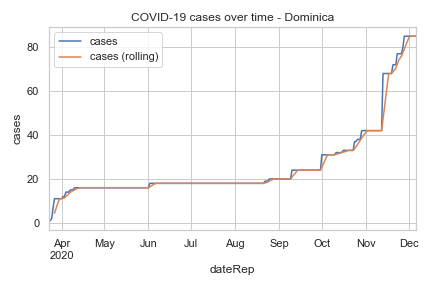 COVID-19 cases over time - Dominica
cases
cases (rolling)
80
60
40
20
0
cases
Apr
2020
May
Jun
Jul
Aug
Sep
Oct
Nov
Dec
dateRep